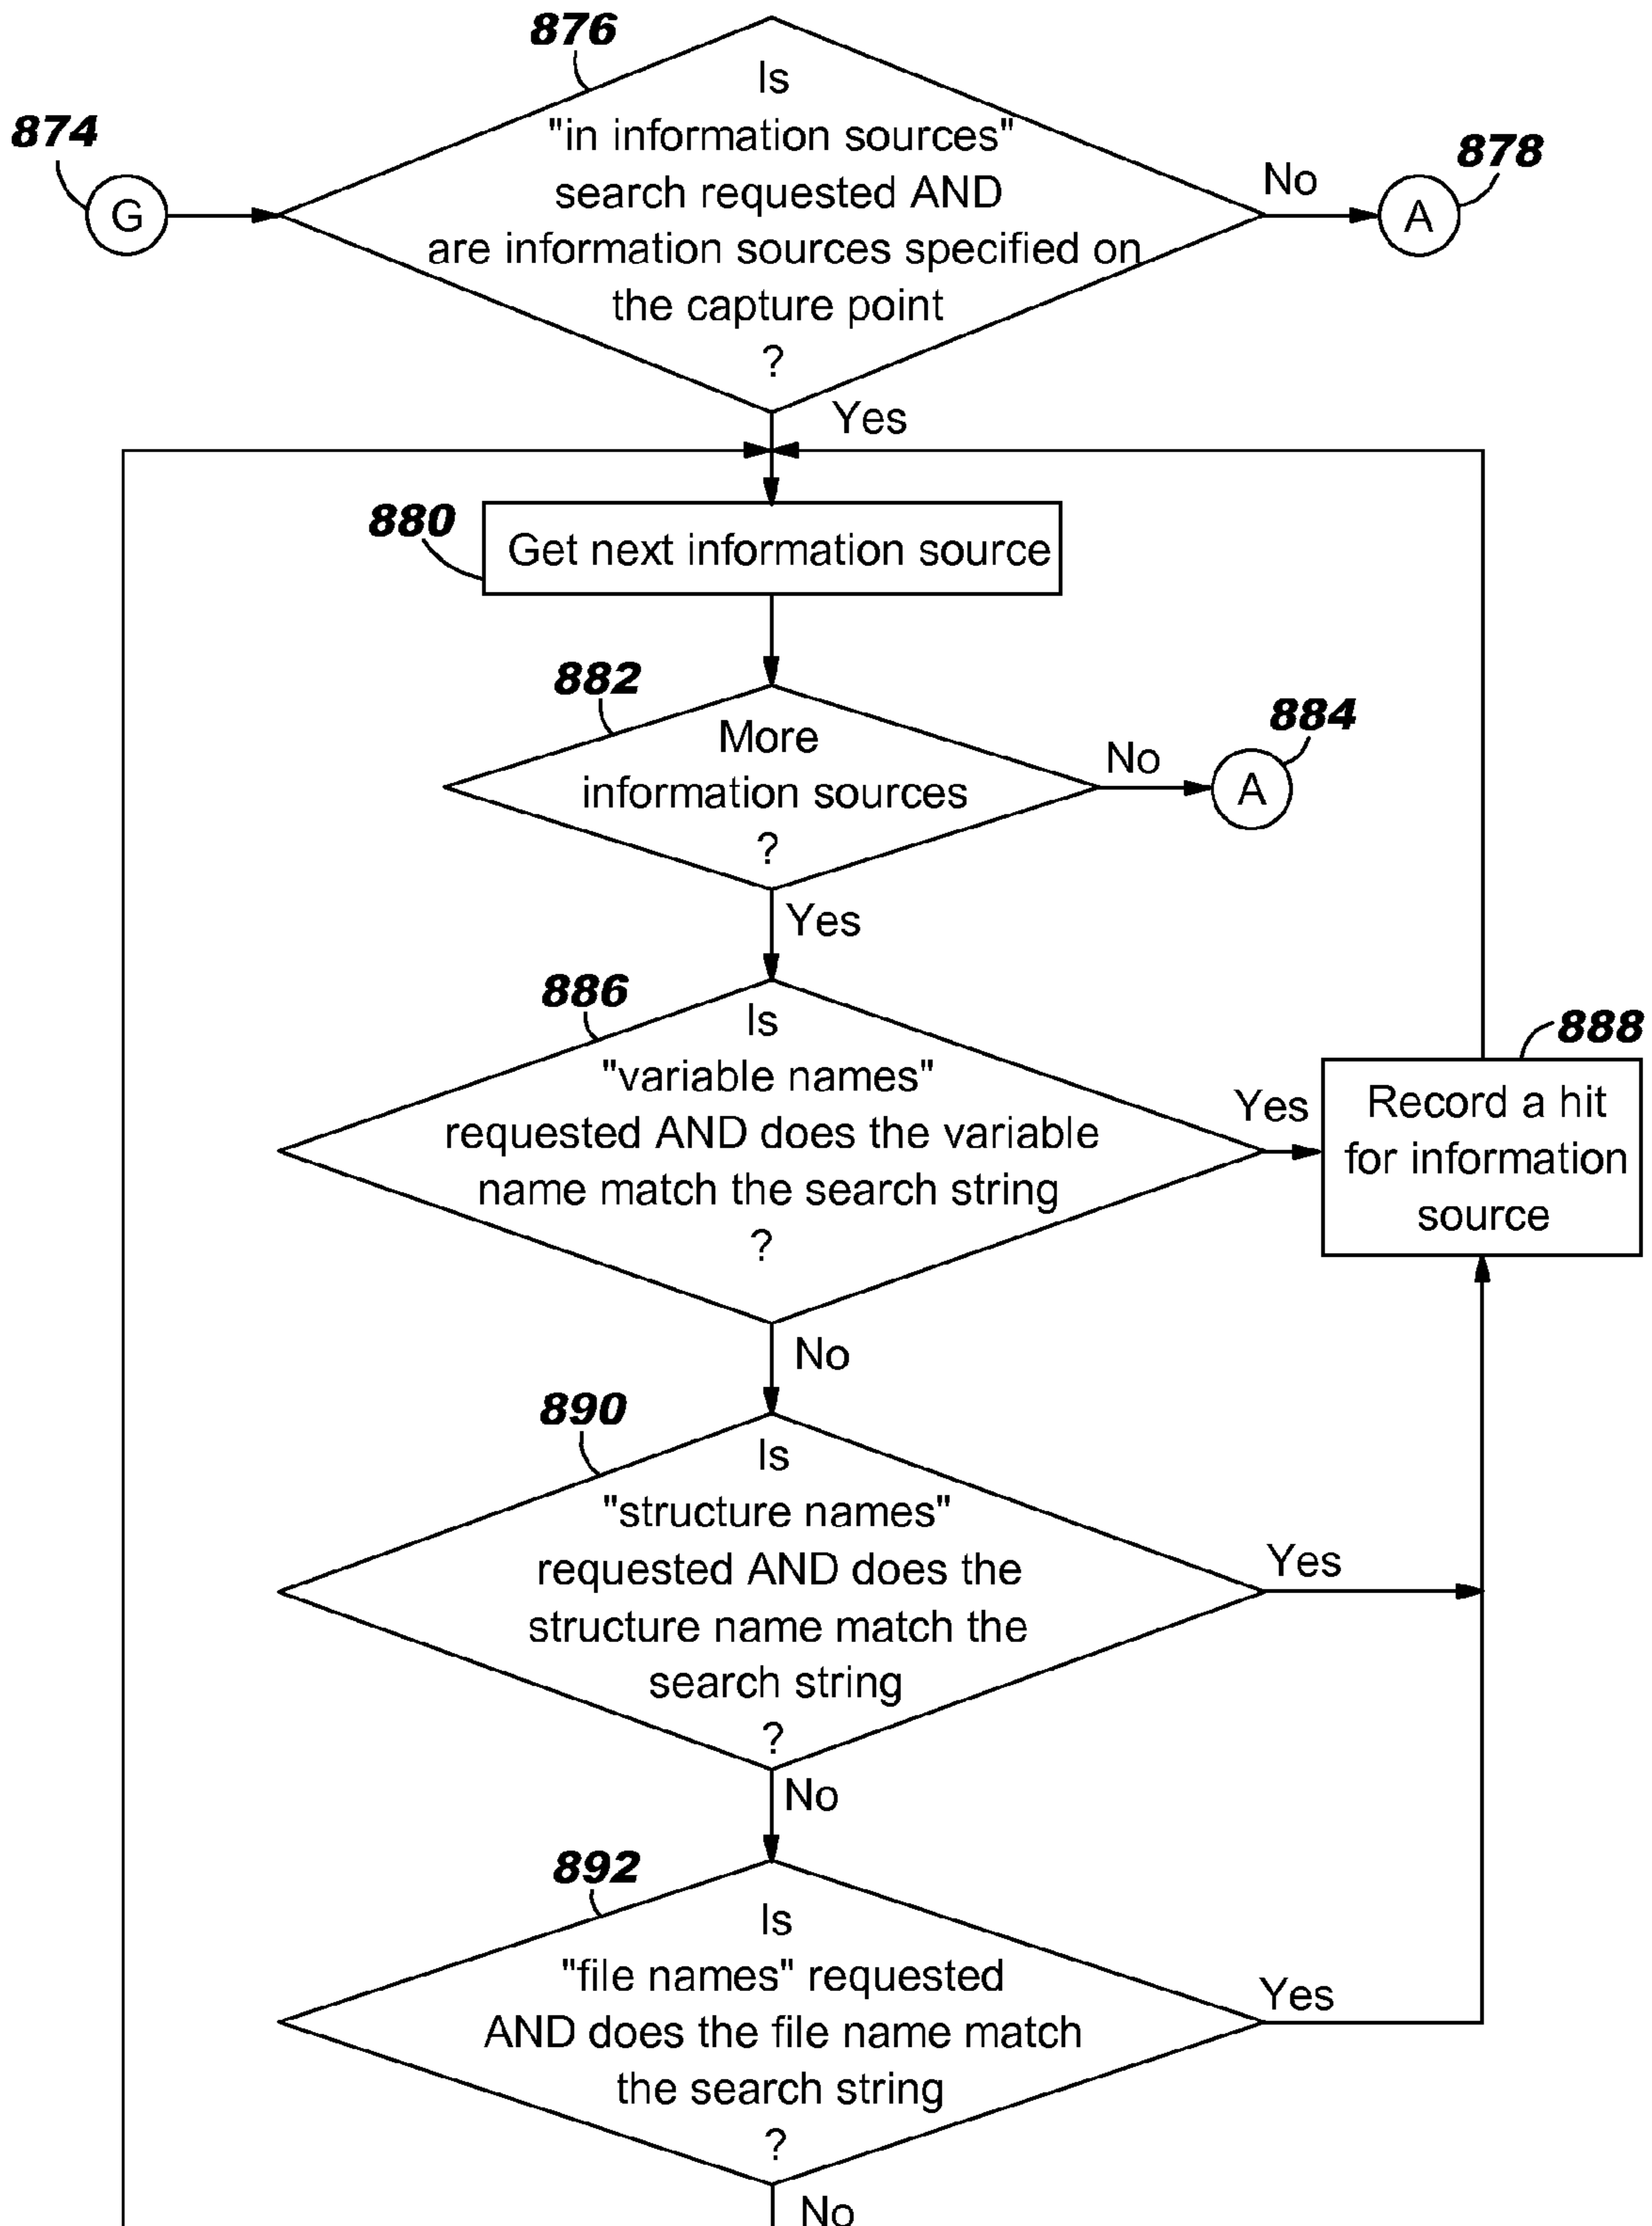 876
Is
"in information sources"
search requested AND
are information sources specified on
the capture point
?
874
G
No
878
A
Yes
880
Get next information source
882
More
information sources
?
No
884
A
Yes
886
Is
"variable names"
requested AND does the variable
name match the search string
?
Yes
888
Record a hit
for information
source
No
890
Is
"structure names"
requested AND does the
structure name match the
search string
?
Yes
No
892
Is
"file names" requested
AND does the file name match
the search string
?
Yes
No